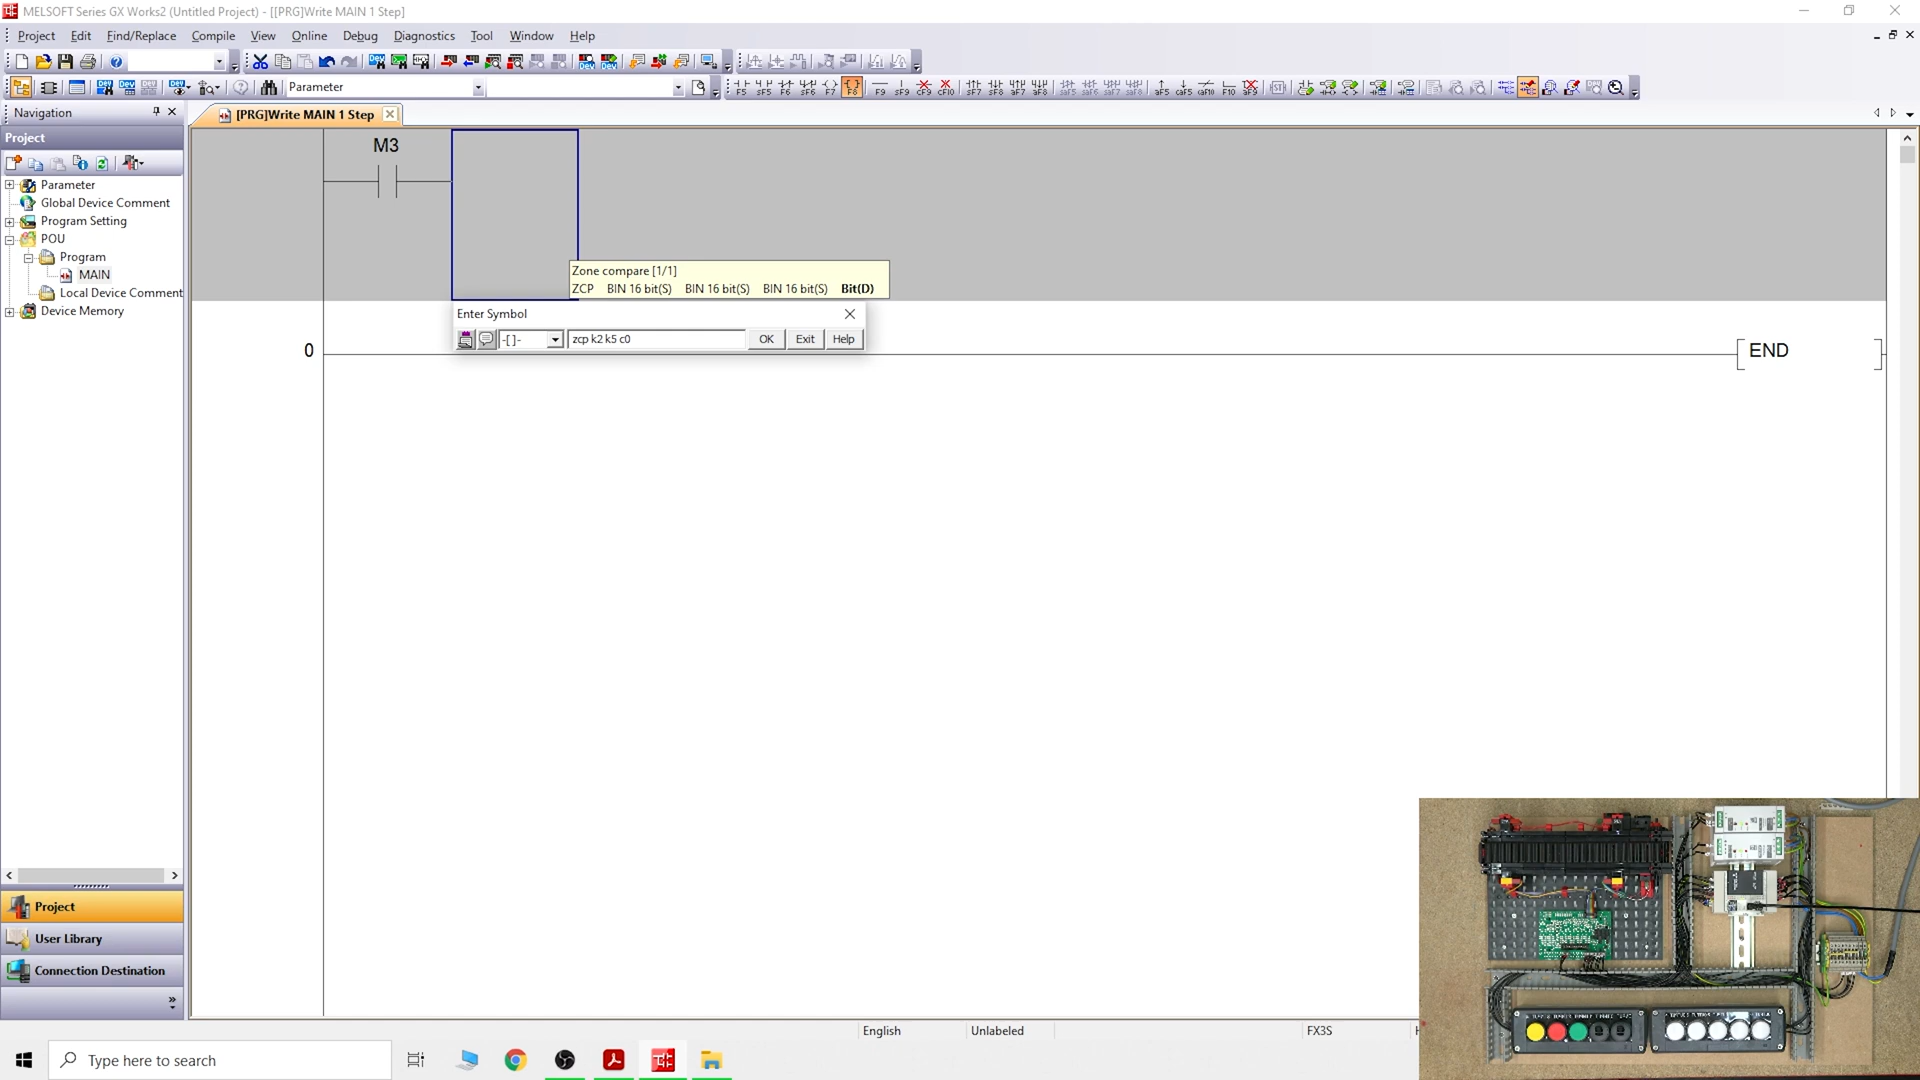 MELSOFT Series GX Works2 (Untitled Project) - [[PRG]Write MAIN 1 Step]
Project Edit Find/Replace Compile View Online Debug Diagnostics Tool Window Help
Parameter
Navigation
[PRG]Write MAIN 1 Step
Project
Parameter
Global Device Comment
Program Setting
POU
Program
MAIN
Local Device Comment
Device Memory
M3
Zone compare [1/1]
ZCP BIN 16 bit(S) BIN 16 bit(S) BIN 16 bit(S) Bit(D)
Enter Symbol
-[ ]- zcp k2 k5 c0 OK Exit Help
0 END
Project
User Library
Connection Destination
English Unlabeled FX3S
Type here to search